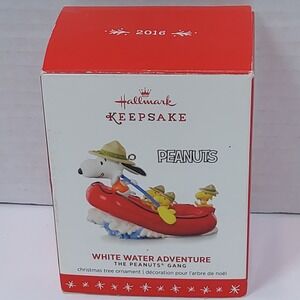 2016
Hallmark
KEEPSAKE
PEANUTS
WHITE WATER ADVENTURE
THE PEANUTS® GANG
christmas tree ornament | décoration pour l'arbre de noël